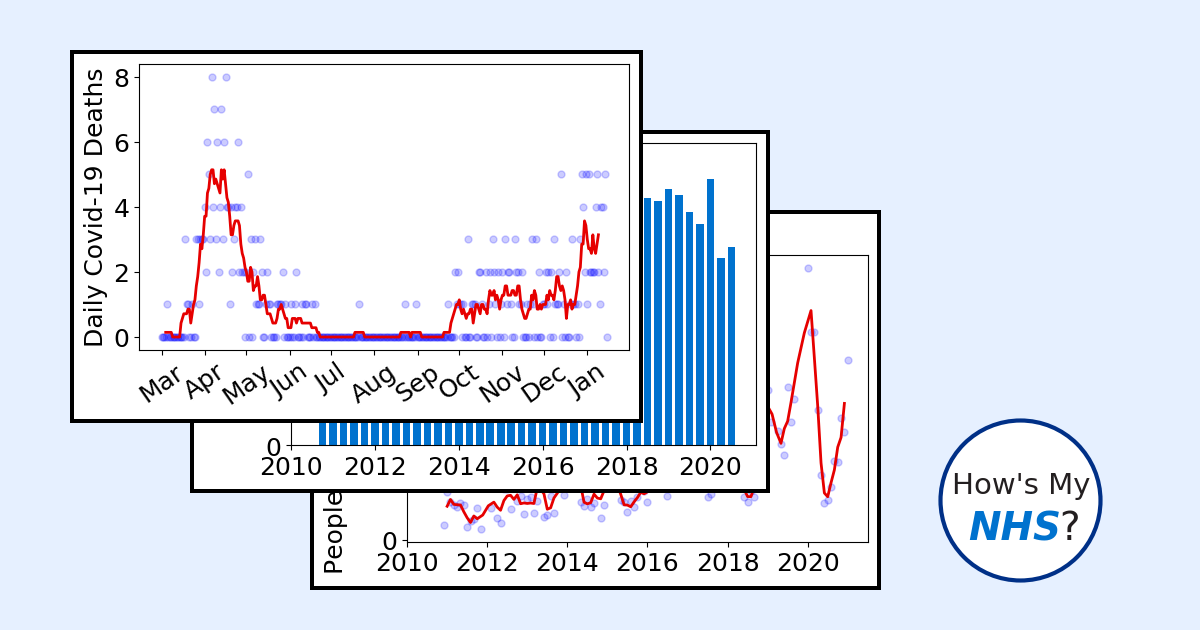 Daily Covid-19 Deaths
8
6
4
2
0
Mar Apr May Jun Jul Aug Sep Oct Nov Dec Jan
0
2010 2012 2014 2016 2018 2020
People
0
2010 2012 2014 2016 2018 2020
How's My
NHS?